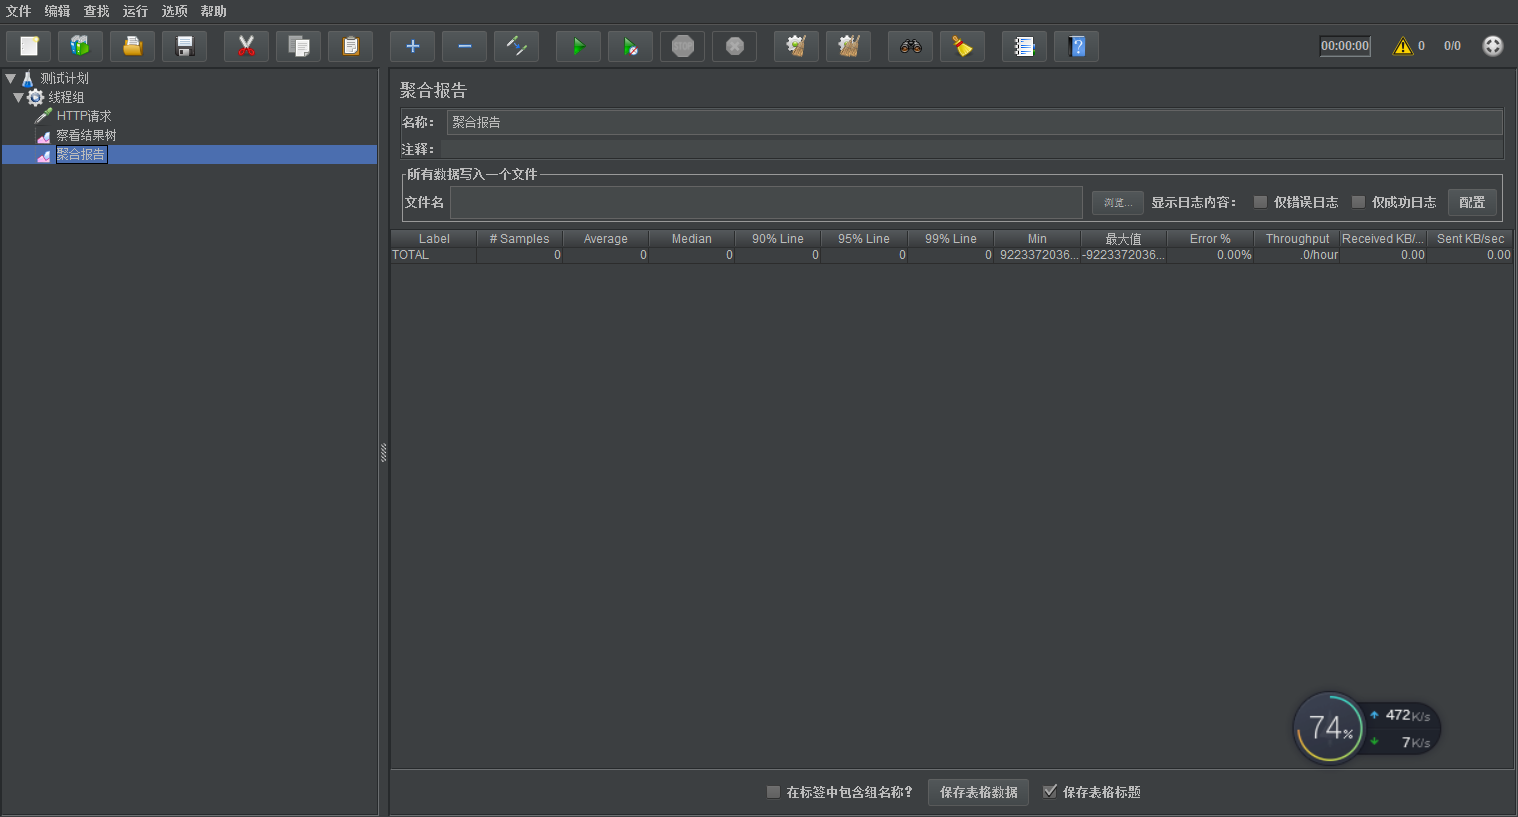 文件 编辑 查找 运行 选项 帮助
STOP 00:00:00 0 0/0
测试计划
线程组
HTTP请求
察看结果树
聚合报告
聚合报告
名称： 聚合报告
注释：
所有数据写入一个文件
文件名 浏览... 显示日志内容： 仅错误日志 仅成功日志 配置
Label # Samples Average Median 90% Line 95% Line 99% Line Min 最大值 Error % Throughput Received KB/... Sent KB/sec
TOTAL 0 0 0 0 0 0 9223372036... -9223372036... 0.00% .0/hour 0.00 0.00
74% 472K/s
7K/s
在标签中包含组名称？ 保存表格数据 保存表格标题